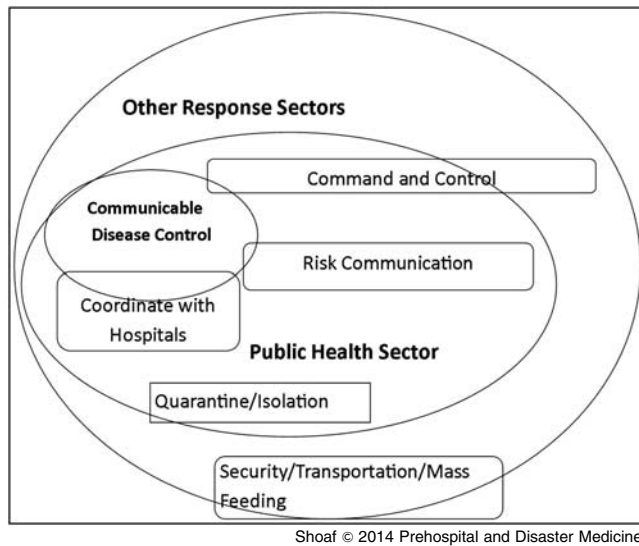 Other Response Sectors
Command and Control
Communicable
Disease Control
Risk Communication
Coordinate with
Hospitals
Public Health Sector
Quarantine/Isolation
Security/Transportation/Mass
Feeding
Shoaf © 2014 Prehospital and Disaster Medicine